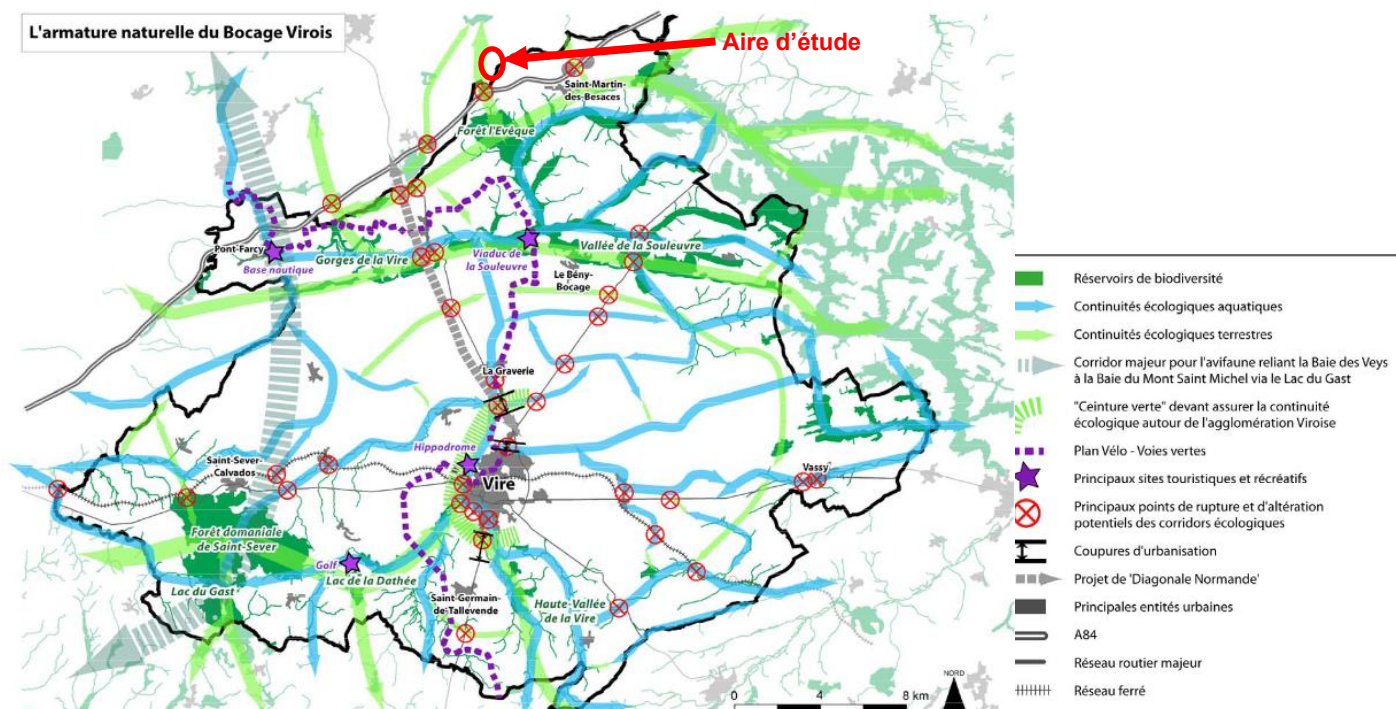 L'armature naturelle du Bocage Virois
Aire d'étude
Saint-Martin-
des-Besaces
Forêt l'Evêque
Pont-Farcy
Base nautique
Gorges de la Vire
Viaduc de
la Souleuvre
Vallée de la Souleuvre
Le Bény-
Bocage
La Graverie
Hippodrome
Saint-Sever-
Calvados
Vire
Vassy
Forêt domaniale
de Saint-Sever
Golf
Lac de la Dathée
Lac du Gast
Saint-Germain-
de-Tallevende
Haute-Vallée
de la Vire
NORD
0 4 8 km
Réservoirs de biodiversité
Continuités écologiques aquatiques
Continuités écologiques terrestres
Corridor majeur pour l'avifaune reliant la Baie des Veys
à la Baie du Mont Saint Michel via le Lac du Gast
"Ceinture verte" devant assurer la continuité
écologique autour de l'agglomération Viroise
Plan Vélo - Voies vertes
Principaux sites touristiques et récréatifs
Principaux points de rupture et d'altération
potentiels des corridors écologiques
Coupures d'urbanisation
Projet de 'Diagonale Normande'
Principales entités urbaines
A84
Réseau routier majeur
Réseau ferré